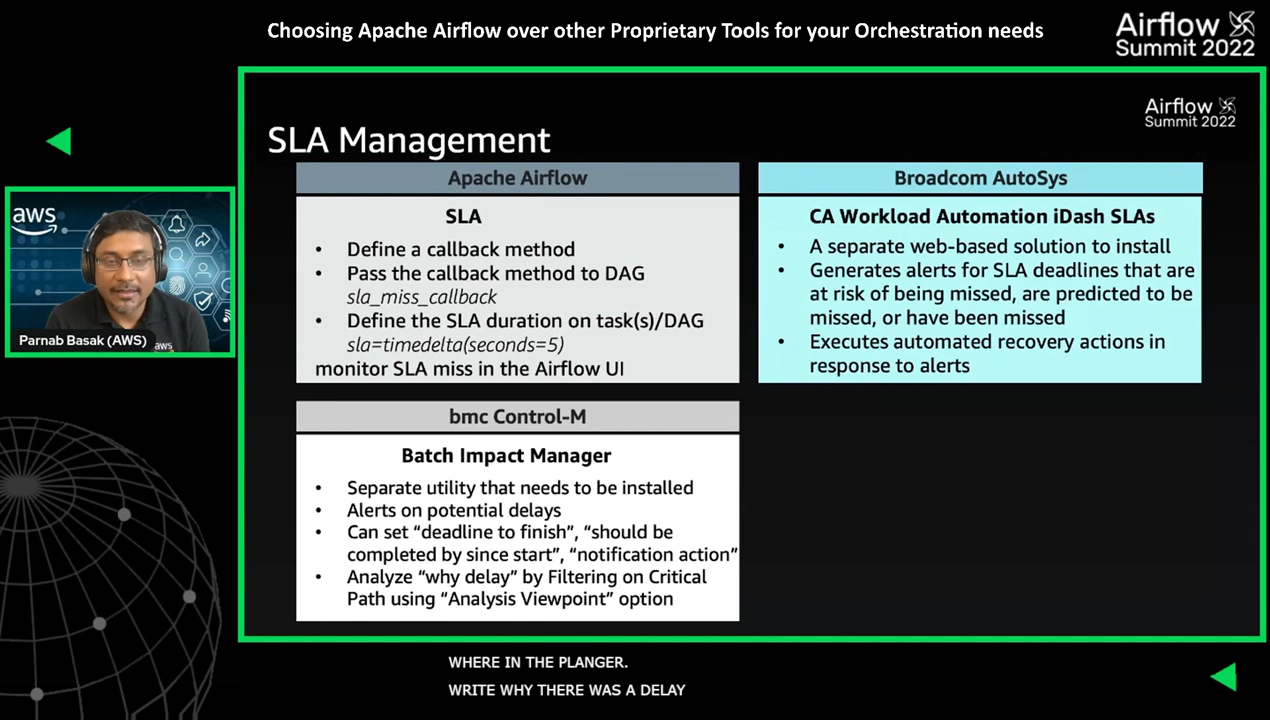 Choosing Apache Airflow over other Proprietary Tools for your Orchestration needs
Airflow
Summit 2022
Airflow
Summit 2022
SLA Management
Apache Airflow
SLA
• Define a callback method
• Pass the callback method to DAG
sla_miss_callback
• Define the SLA duration on task(s)/DAG
sla=timedelta(seconds=5)
monitor SLA miss in the Airflow UI
Broadcom AutoSys
CA Workload Automation iDash SLAs
• A separate web-based solution to install
• Generates alerts for SLA deadlines that are
at risk of being missed, are predicted to be
missed, or have been missed
• Executes automated recovery actions in
response to alerts
bmc Control-M
Batch Impact Manager
• Separate utility that needs to be installed
• Alerts on potential delays
• Can set “deadline to finish”, “should be
completed by since start”, “notification action”
• Analyze “why delay” by Filtering on Critical
Path using “Analysis Viewpoint” option
aws
Parnab Basak (AWS)
aws
WHERE IN THE PLANGER.
WRITE WHY THERE WAS A DELAY